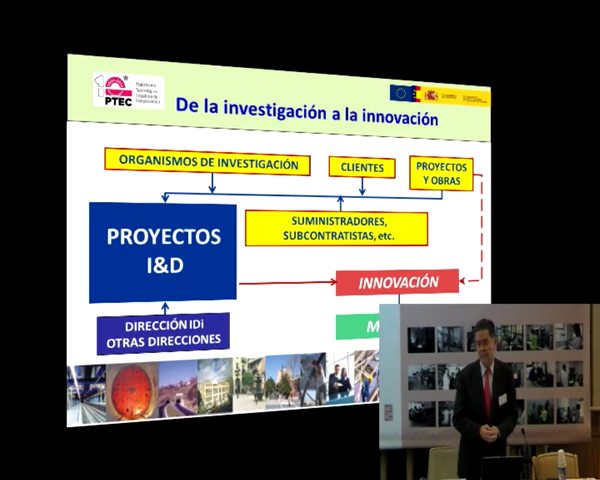 PTEC
De la investigación a la innovación
ORGANISMOS DE INVESTIGACIÓN
CLIENTES
PROYECTOS
Y OBRAS
SUMINISTRADORES,
SUBCONTRATISTAS, etc.
PROYECTOS
I&D
INNOVACIÓN
DIRECCIÓN IDi
OTRAS DIRECCIONES